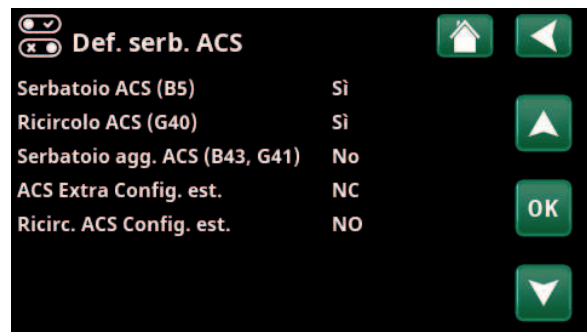 Def. serb. ACS
Serbatoio ACS (B5) Sì
Ricircolo ACS (G40) Sì
Serbatoio agg. ACS (B43, G41) No
ACS Extra Config. est. NC
Ricirc. ACS Config. est. NO
OK